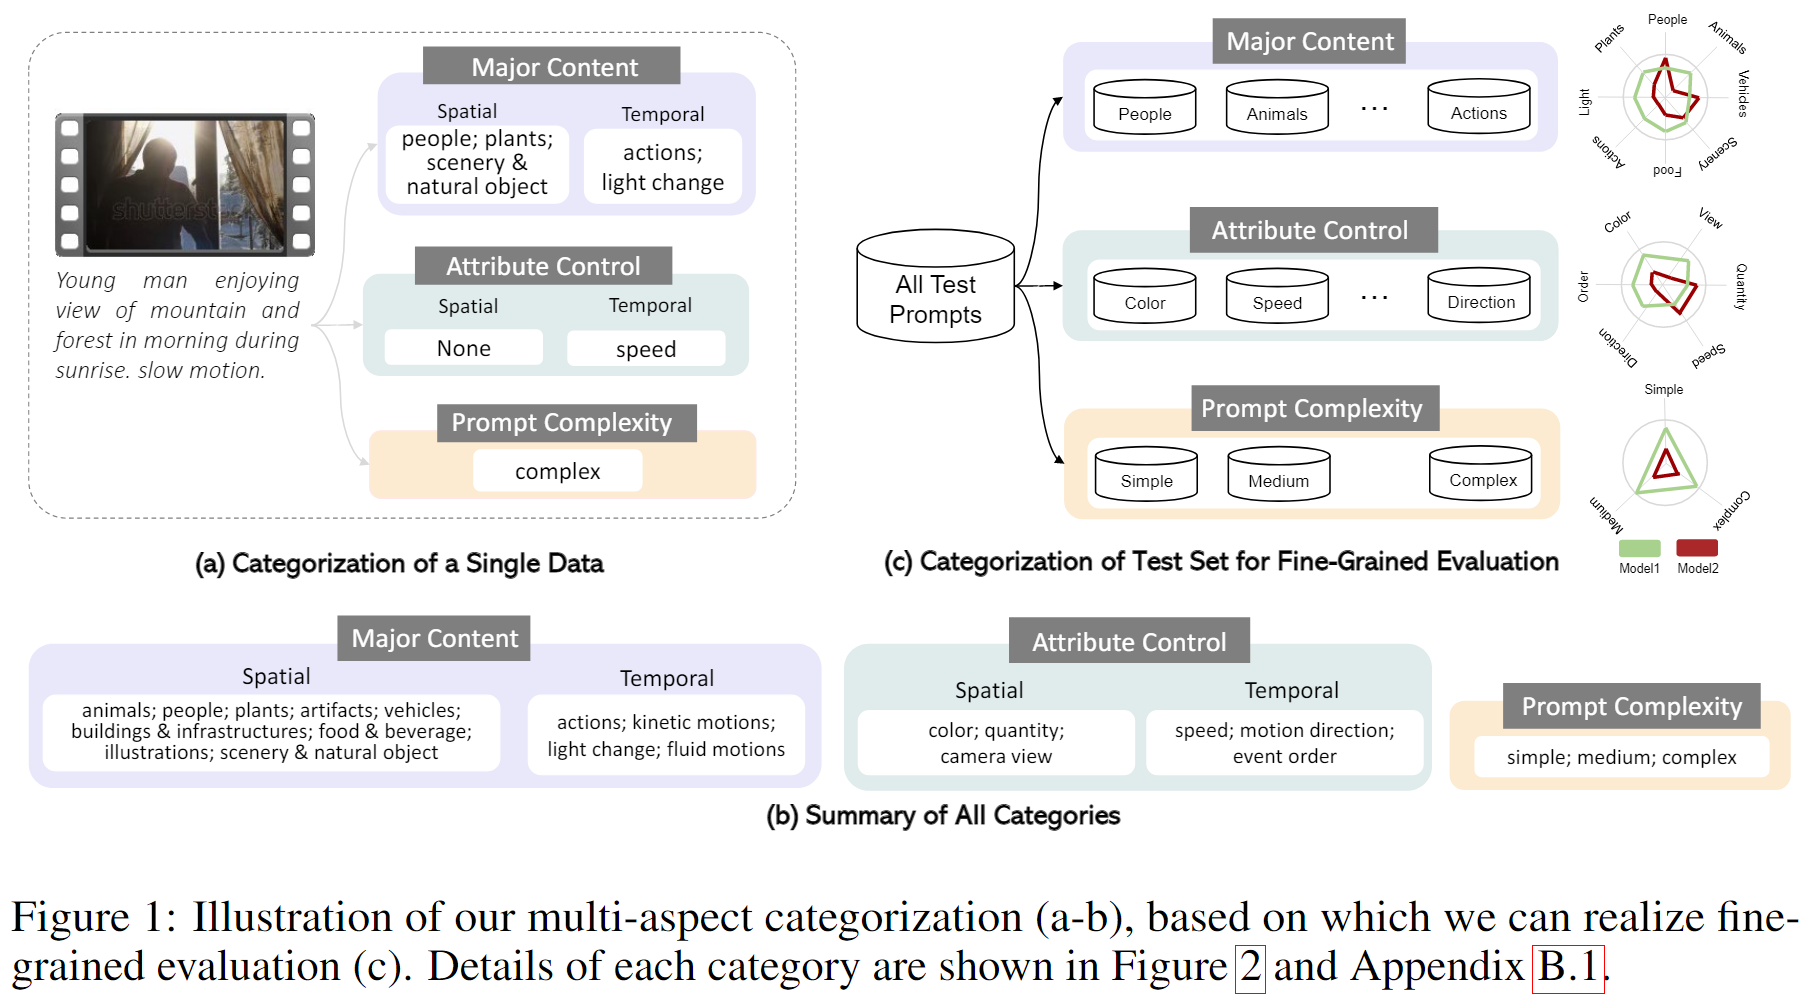 Major Content
Spatial
Temporal
people; plants;
scenery &
natural object
actions;
light change
shutterstock
Young man enjoying
view of mountain and
forest in morning during
sunrise. slow motion.
Attribute Control
Spatial
Temporal
None
speed
Prompt Complexity
complex
(a) Categorization of a Single Data
All Test
Prompts
Major Content
People
Animals
...
Actions
Attribute Control
Color
Speed
...
Direction
Prompt Complexity
Simple
Medium
Complex
People
Animals
Vehicles
Scenery
Food
Actions
Light
Plants
Color
View
Quantity
Speed
Direction
Order
Simple
Complex
Medium
Model1
Model2
(c) Categorization of Test Set for Fine-Grained Evaluation
Major Content
Spatial
Temporal
animals; people; plants; artifacts; vehicles;
buildings & infrastructures; food & beverage;
illustrations; scenery & natural object
actions; kinetic motions;
light change; fluid motions
Attribute Control
Spatial
Temporal
color; quantity;
camera view
speed; motion direction;
event order
Prompt Complexity
simple; medium; complex
(b) Summary of All Categories
Figure 1: Illustration of our multi-aspect categorization (a-b), based on which we can realize fine-
grained evaluation (c). Details of each category are shown in Figure 2 and Appendix B.1.